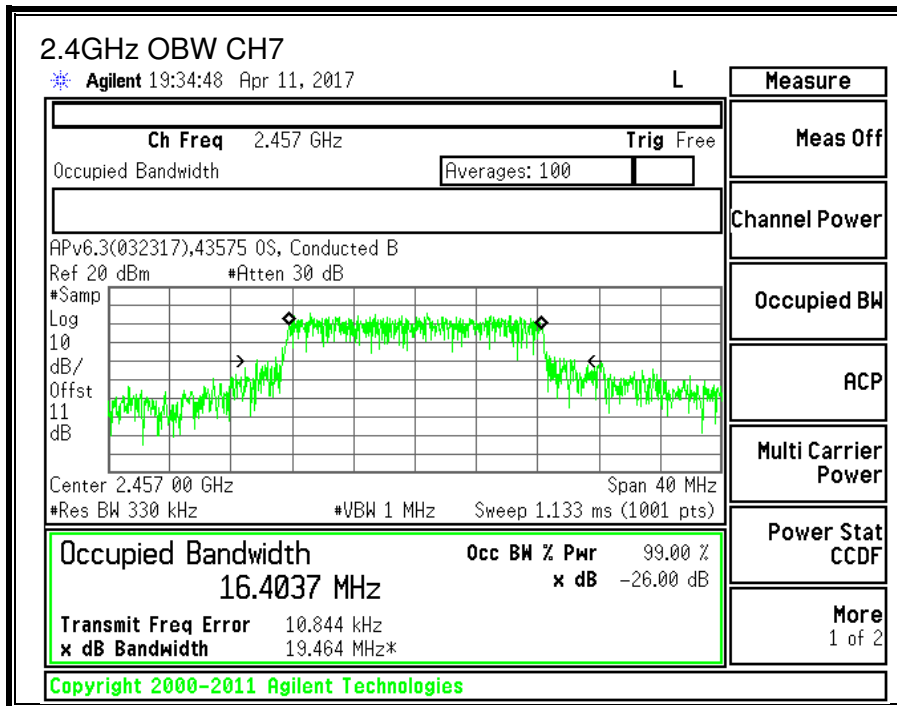 2.4GHz OBW CH7
Agilent 19:34:48 Apr 11, 2017 L
Measure
Ch Freq 2.457 GHz Trig Free
Meas Off
Occupied Bandwidth Averages: 100
Channel Power
APv6.3(032317),43575 OS, Conducted B
Ref 20 dBm #Atten 30 dB
#Samp
Log
10
dB/
Offst
11
dB
Occupied BW
ACP
Multi Carrier
Power
Center 2.457 00 GHz Span 40 MHz
#Res BW 330 kHz #VBW 1 MHz Sweep 1.133 ms (1001 pts)
Power Stat
CCDF
Occupied Bandwidth
16.4037 MHz
Occ BW % Pwr 99.00 %
x dB -26.00 dB
Transmit Freq Error 10.844 kHz
x dB Bandwidth 19.464 MHz*
More
1 of 2
Copyright 2000-2011 Agilent Technologies